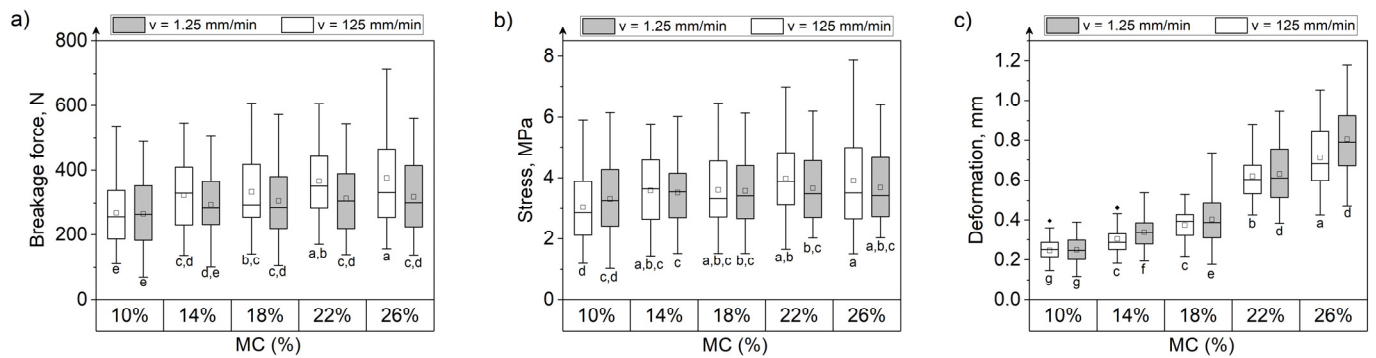 a)
v = 1.25 mm/min v = 125 mm/min
Breakage force, N
800
600
400
200
0
e e c,d d,e b,c c,d a,b c,d a c,d
10% 14% 18% 22% 26%
MC (%)
b)
v = 1.25 mm/min v = 125 mm/min
Stress, MPa
8
6
4
2
0
d c,d a,b,c c a,b,c b,c a,b b,c a a,b,c
10% 14% 18% 22% 26%
MC (%)
c)
v = 1.25 mm/min v = 125 mm/min
Deformation, mm
1.2
1.0
0.8
0.6
0.4
0.2
0.0
g g c f c e b d a d
10% 14% 18% 22% 26%
MC (%)